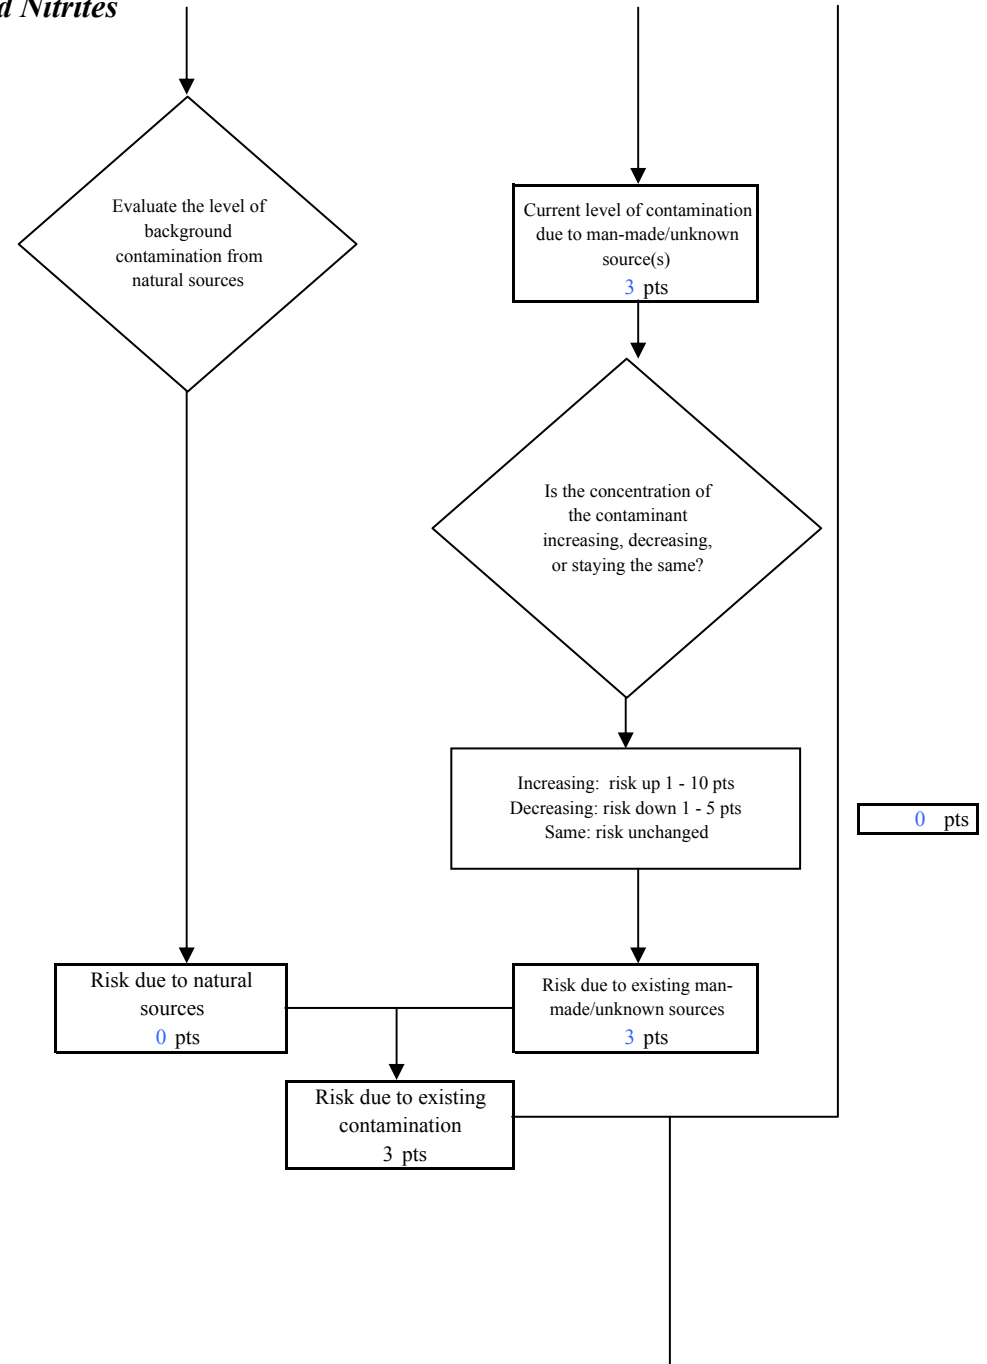 Nitrites
Evaluate the level of
background
contamination from
natural sources
Current level of contamination
due to man-made/unknown
source(s)
3 pts
Is the concentration of
the contaminant
increasing, decreasing,
or staying the same?
Increasing: risk up 1 - 10 pts
Decreasing: risk down 1 - 5 pts
Same: risk unchanged
0 pts
Risk due to natural
sources
0 pts
Risk due to existing man-
made/unknown sources
3 pts
Risk due to existing
contamination
3 pts